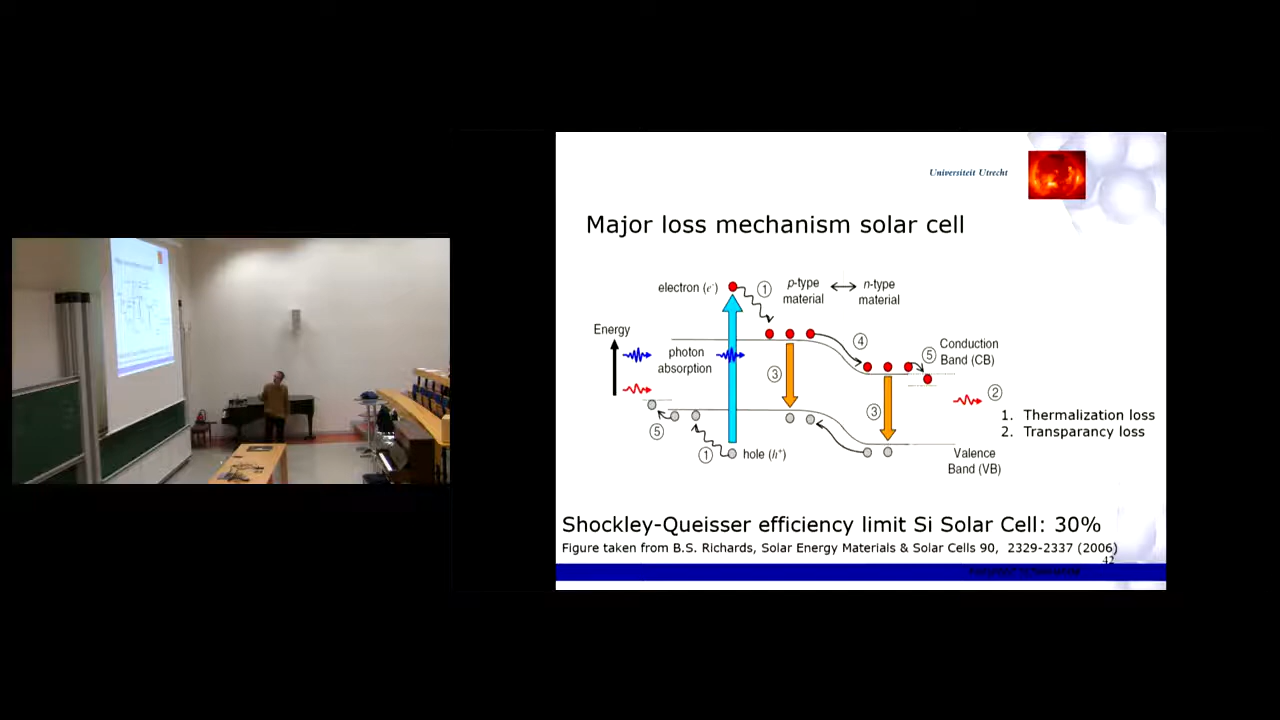 Universiteit Utrecht
Major loss mechanism solar cell
electron (e⁻)
①
p-type
material
n-type
material
Energy
photon
absorption
④
⑤
Conduction
Band (CB)
③
②
③
⑤
①
hole (h⁺)
1. Thermalization loss
2. Transparancy loss
Valence
Band (VB)
Shockley-Queisser efficiency limit Si Solar Cell: 30%
Figure taken from B.S. Richards, Solar Energy Materials & Solar Cells 90, 2329-2337 (2006)
42